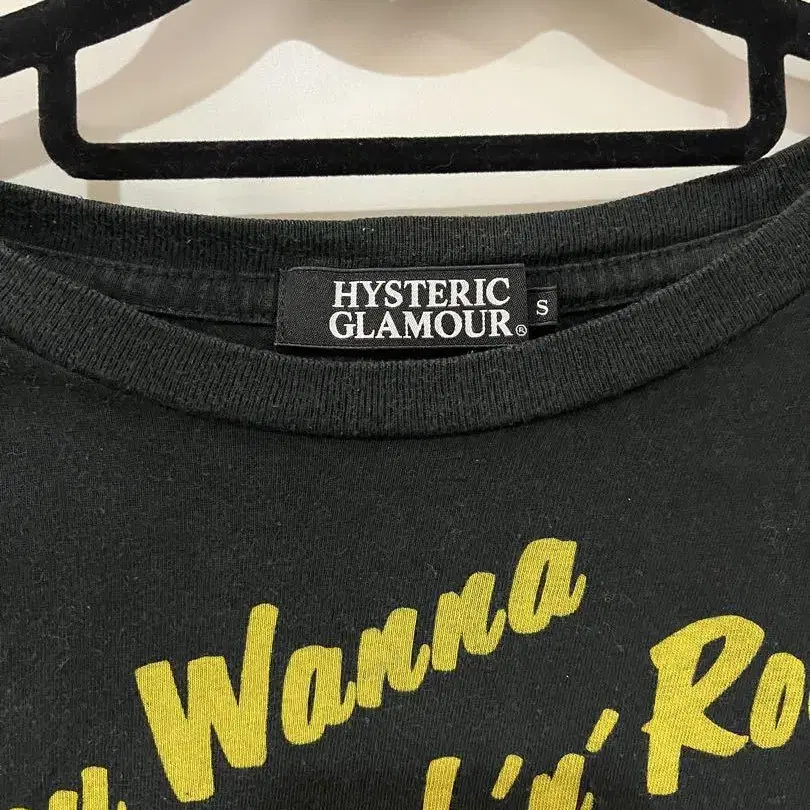 HYSTERIC
GLAMOUR®
S
Wanna
'n'